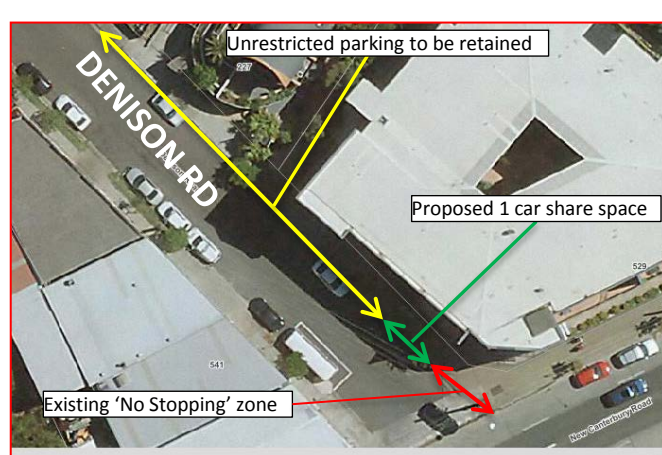 Unrestricted parking to be retained
227
DENISON RD
Proposed 1 car share space
529
541
Existing 'No Stopping' zone
New Canterbury Road